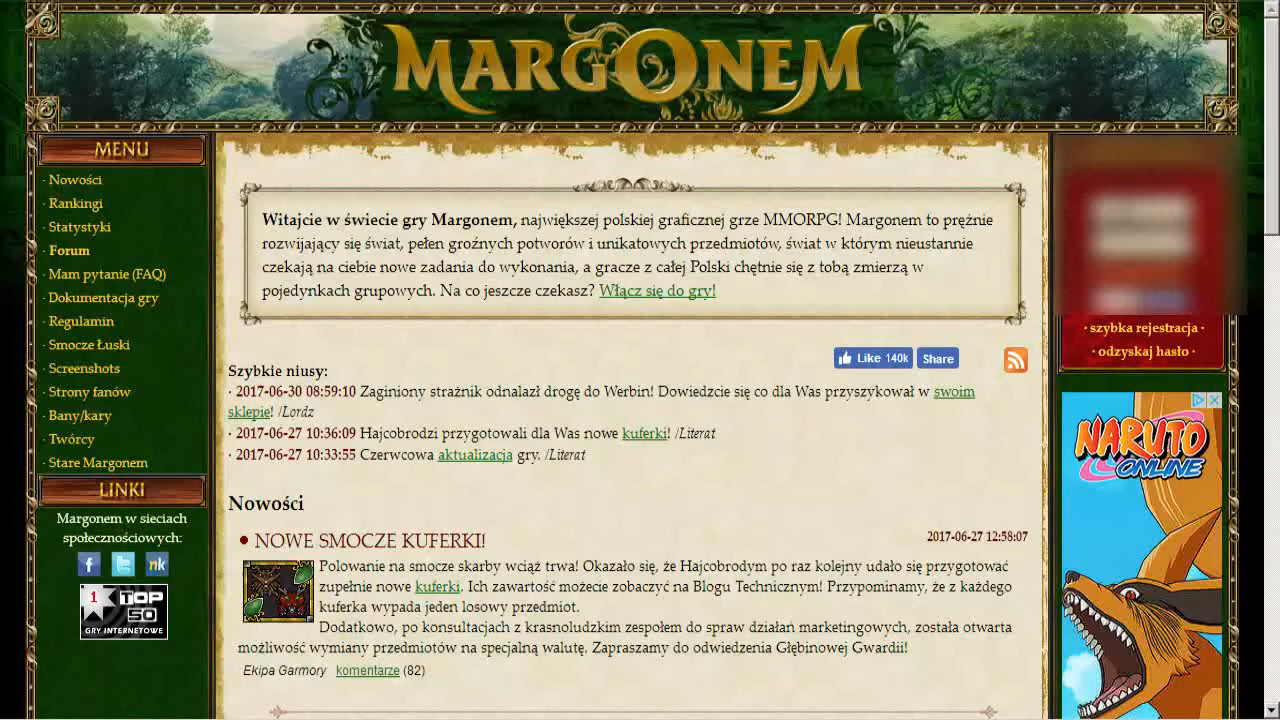 MARGONEM
MENU
· Nowości
· Rankingi
· Statystyki
· Forum
· Mam pytanie (FAQ)
· Dokumentacja gry
· Regulamin
· Smocze Łuski
· Screenshots
· Strony fanów
· Bany/kary
· Twórcy
· Stare Margonem
LINKI
Margonem w sieciach
społecznościowych:
f t nk
1 TOP
50
GRY INTERNETOWE
Witajcie w świecie gry Margonem, największej polskiej graficznej grze MMORPG! Margonem to prężnie
rozwijający się świat, pełen groźnych potworów i unikatowych przedmiotów, świat w którym nieustannie
czekają na ciebie nowe zadania do wykonania, a gracze z całej Polski chętnie się z tobą zmierzą w
pojedynkach grupowych. Na co jeszcze czekasz? Włącz się do gry!
Like 140k Share
Szybkie niusy:
· 2017-06-30 08:59:10 Zaginiony strażnik odnalazł drogę do Werbin! Dowiedzcie się co dla Was przyszykował w swoim
sklepie! /Lordz
· 2017-06-27 10:36:09 Hajcobrodzi przygotowali dla Was nowe kuferki! /Literat
· 2017-06-27 10:33:55 Czerwcowa aktualizacja gry. /Literat
Nowości
• NOWE SMOCZE KUFERKI! 2017-06-27 12:58:07
Polowanie na smocze skarby wciąż trwa! Okazało się, że Hajcobrodym po raz kolejny udało się przygotować
zupełnie nowe kuferki. Ich zawartość możecie zobaczyć na Blogu Technicznym! Przypominamy, że z każdego
kuferka wypada jeden losowy przedmiot.
Dodatkowo, po konsultacjach z krasnoludzkim zespołem do spraw działan marketingowych, została otwarta
możliwość wymiany przedmiotów na specjalną walutę. Zapraszamy do odwiedzenia Głębinowej Gwardii!
Ekipa Garmory komentarze (82)
· szybka rejestracja ·
· odzyskaj hasło ·
NARUTO
ONLINE